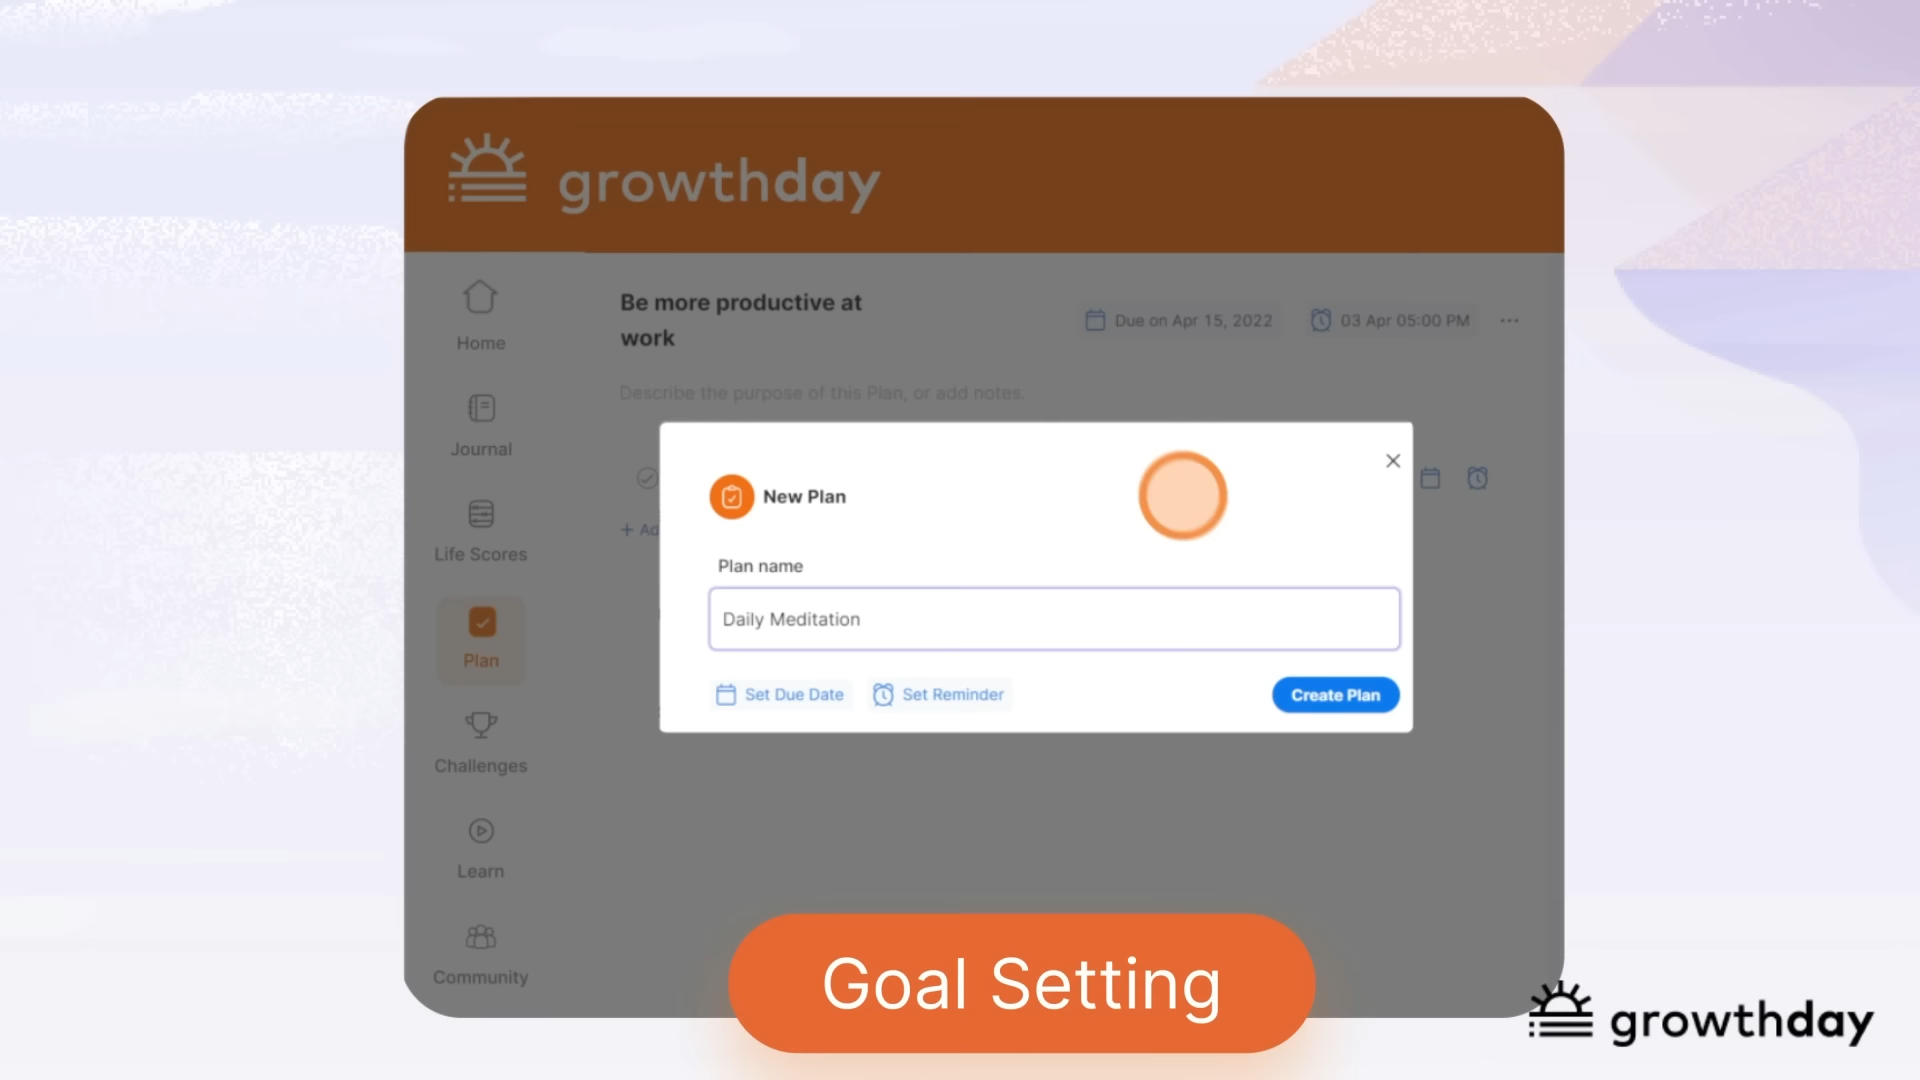 growthday
Home
Journal
Life Scores
Plan
Challenges
Learn
Community
Be more productive at
work
Due on Apr 15, 2022
03 Apr 05:00 PM
Describe the purpose of this Plan, or add notes.
+ Ad
New Plan
Plan name
Daily Meditation
Set Due Date
Set Reminder
Create Plan
Goal Setting
growthday